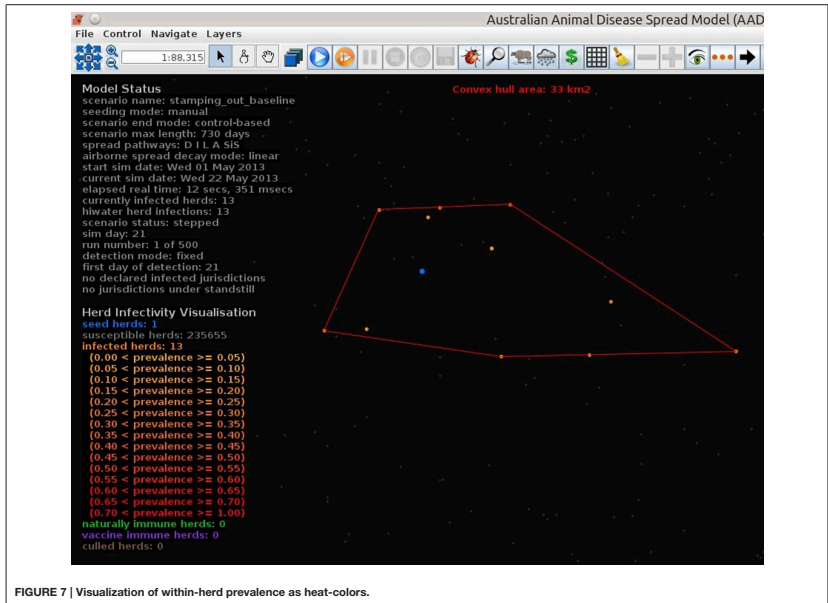 Australian Animal Disease Spread Model (AAD
File Control Navigate Layers
1:88,315
$
Model Status
scenario name: stamping_out_baseline
seeding mode: manual
scenario end mode: control-based
scenario max length: 730 days
spread pathways: D I L A SiS
airborne spread decay mode: linear
start sim date: Wed 01 May 2013
current sim date: Wed 22 May 2013
elapsed real time: 12 secs, 351 msecs
currently infected herds: 13
hiwater herd infections: 13
scenario status: stepped
sim day: 21
run number: 1 of 500
detection mode: fixed
first day of detection: 21
no declared infected jurisdictions
no jurisdictions under standstill
Convex hull area: 33 km2
Herd Infectivity Visualisation
seed herds: 1
susceptible herds: 235655
infected herds: 13
(0.00 < prevalence >= 0.05)
(0.05 < prevalence >= 0.10)
(0.10 < prevalence >= 0.15)
(0.15 < prevalence >= 0.20)
(0.20 < prevalence >= 0.25)
(0.25 < prevalence >= 0.30)
(0.30 < prevalence >= 0.35)
(0.35 < prevalence >= 0.40)
(0.40 < prevalence >= 0.45)
(0.45 < prevalence >= 0.50)
(0.50 < prevalence >= 0.55)
(0.55 < prevalence >= 0.60)
(0.60 < prevalence >= 0.65)
(0.65 < prevalence >= 0.70)
(0.70 < prevalence >= 1.00)
naturally immune herds: 0
vaccine immune herds: 0
culled herds: 0
FIGURE 7 | Visualization of within-herd prevalence as heat-colors.